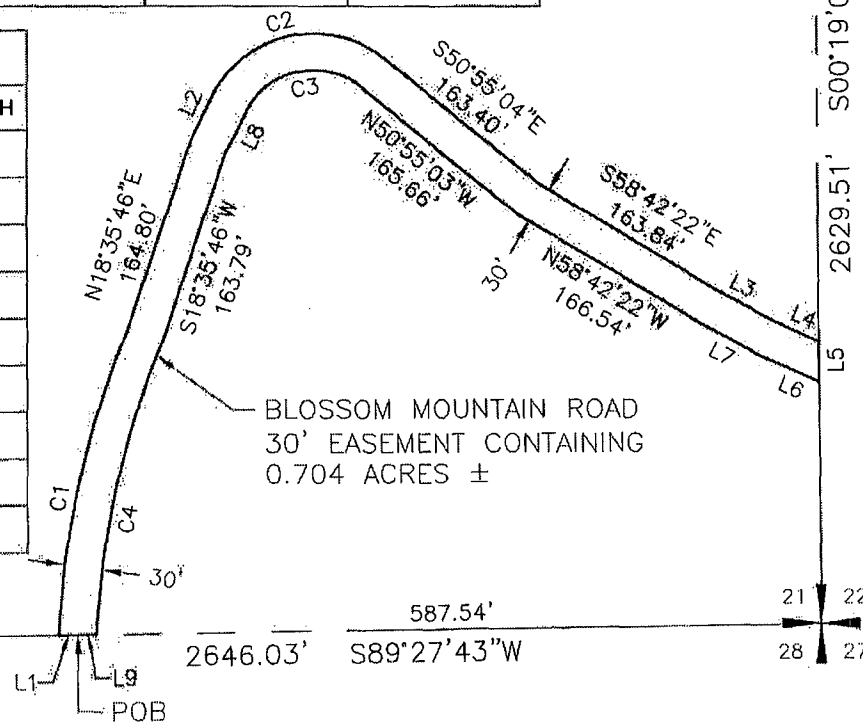 C2
S00°19'0
H
L2
C3
L8
S50°55'04"E
163.40'
N50°55'03"W
165.66'
S58°42'22"E
163.84'
2629.51'
N18°35'46"E
164.80'
S18°35'46"W
163.79'
30'
N58°42'22"W
166.54'
L3
L4
L7
L5
L6
BLOSSOM MOUNTAIN ROAD
30' EASEMENT CONTAINING
0.704 ACRES ±
C1
C4
30'
587.54'
21 22
2646.03' S89°27'43"W
28 27
L1 L9
POB